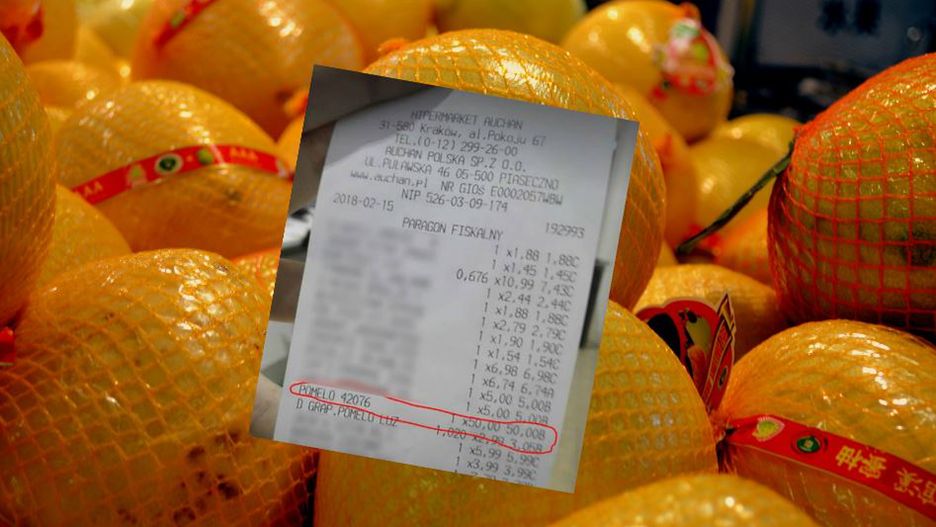 HIPERMARKET AUCHAN
31-580 Kraków, al.Pokoju 67
TEL.(0-12) 299-26-00
AUCHAN POLSKA SP.Z O.O.
UL.PUŁAWSKA 46 05-500 PIASECZNO
www.auchan.pl NR GIOś E0002057WBW
NIP 526-03-09-174
2018-02-15 192993
PARAGON FISKALNY
1 x1,88 1,88C
1 x1,45 1,45C
0,676 x10,99 7,43C
1 x2,44 2,44C
1 x1,88 1,88C
1 x2,79 2,79C
1 x1,90 1,90C
1 x1,54 1,54C
1 x6,98 6,98C
1 x6,74 6,74A
1 x5,00 5,00B
1 x5,00 5,00B
POMELO 42076 1 x50,00 50,00B
D GRAP.POMELO LUZ 1,020 x2,99 3,05B
1 x5,99 5,99C
1 x3,99 3,99C
AAA
AA